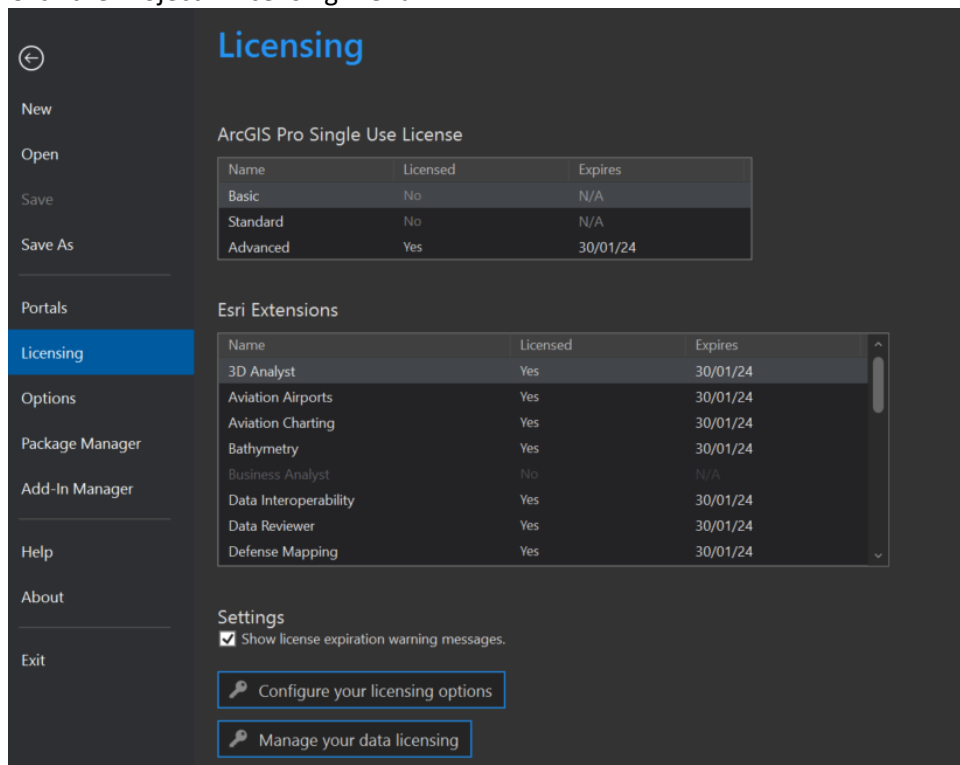 Licensing
New
Open
Save
Save As
Portals
Licensing
Options
Package Manager
Add-In Manager
Help
About
Exit
ArcGIS Pro Single Use License
Name Licensed Expires
Basic No N/A
Standard No N/A
Advanced Yes 30/01/24
Esri Extensions
Name Licensed Expires
3D Analyst Yes 30/01/24
Aviation Airports Yes 30/01/24
Aviation Charting Yes 30/01/24
Bathymetry Yes 30/01/24
Business Analyst No N/A
Data Interoperability Yes 30/01/24
Data Reviewer Yes 30/01/24
Defense Mapping Yes 30/01/24
Settings
Show license expiration warning messages.
Configure your licensing options
Manage your data licensing